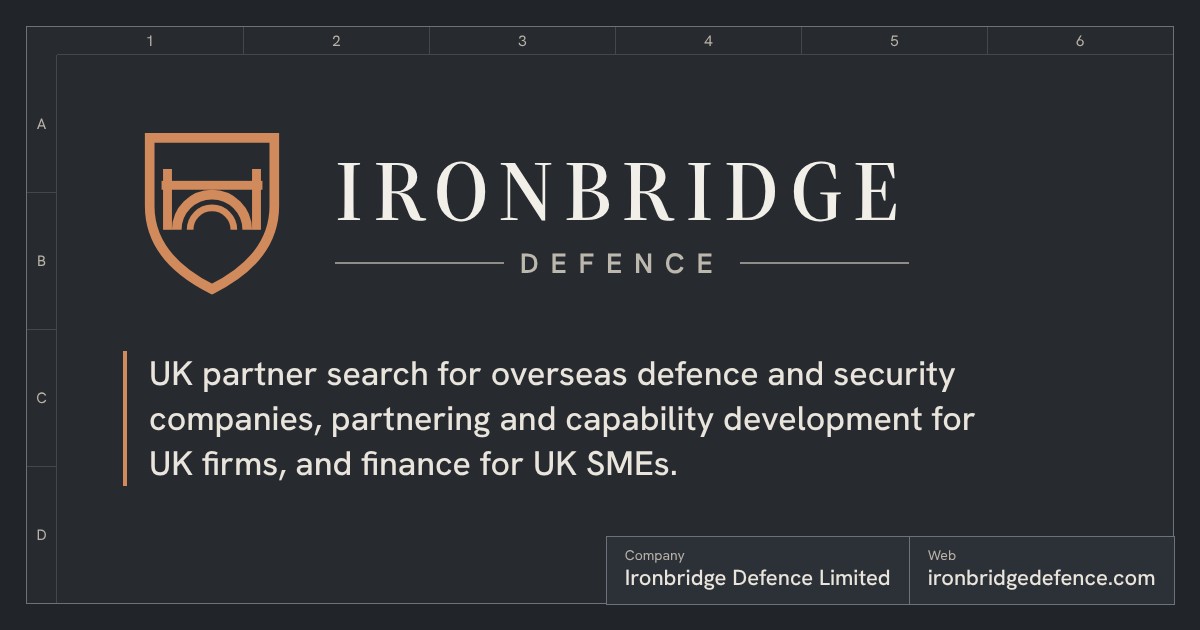 1 2 3 4 5 6
A
IRONBRIDGE
B
DEFENCE
UK partner search for overseas defence and security
C
companies, partnering and capability development for
UK firms, and finance for UK SMEs.
D
Company
Ironbridge Defence Limited
Web
ironbridgedefence.com